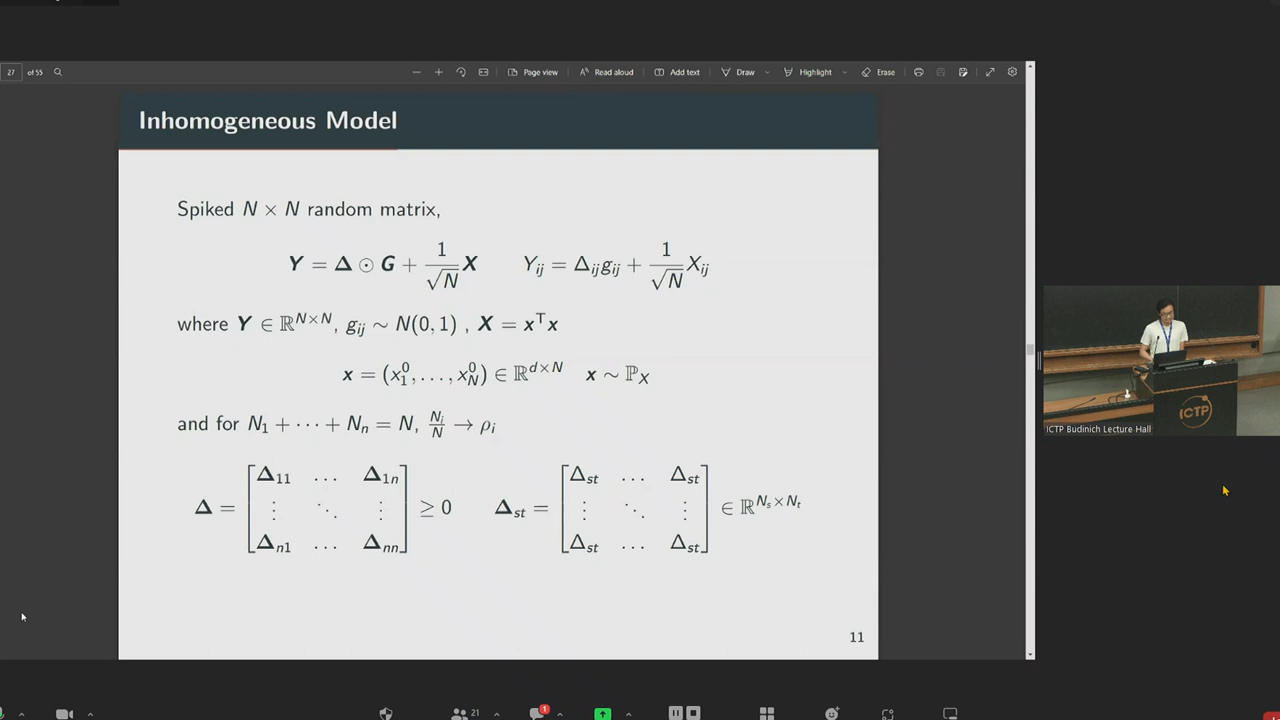 27 of 55 Page view Read aloud Add text Draw Highlight Erase
Inhomogeneous Model
Spiked N × N random matrix,
Y = Δ ⊙ G + 1/√N X Y_ij = Δ_ij g_ij + 1/√N X_ij
where Y ∈ ℝ^{N×N}, g_ij ∼ N(0, 1) , X = x^⊤x
x = (x_1^0, . . . , x_N^0) ∈ ℝ^{d×N} x ∼ ℙ_X
and for N_1 + ⋯ + N_n = N, N_i/N → ρ_i
Δ = [Δ_11 … Δ_1n ⋮ ⋱ ⋮ Δ_n1 … Δ_nn] ≥ 0 Δ_st = [Δ_st … Δ_st ⋮ ⋱ ⋮ Δ_st … Δ_st] ∈ ℝ^{N_s×N_t}
11
ICTP
ICTP Budinich Lecture Hall
21 1